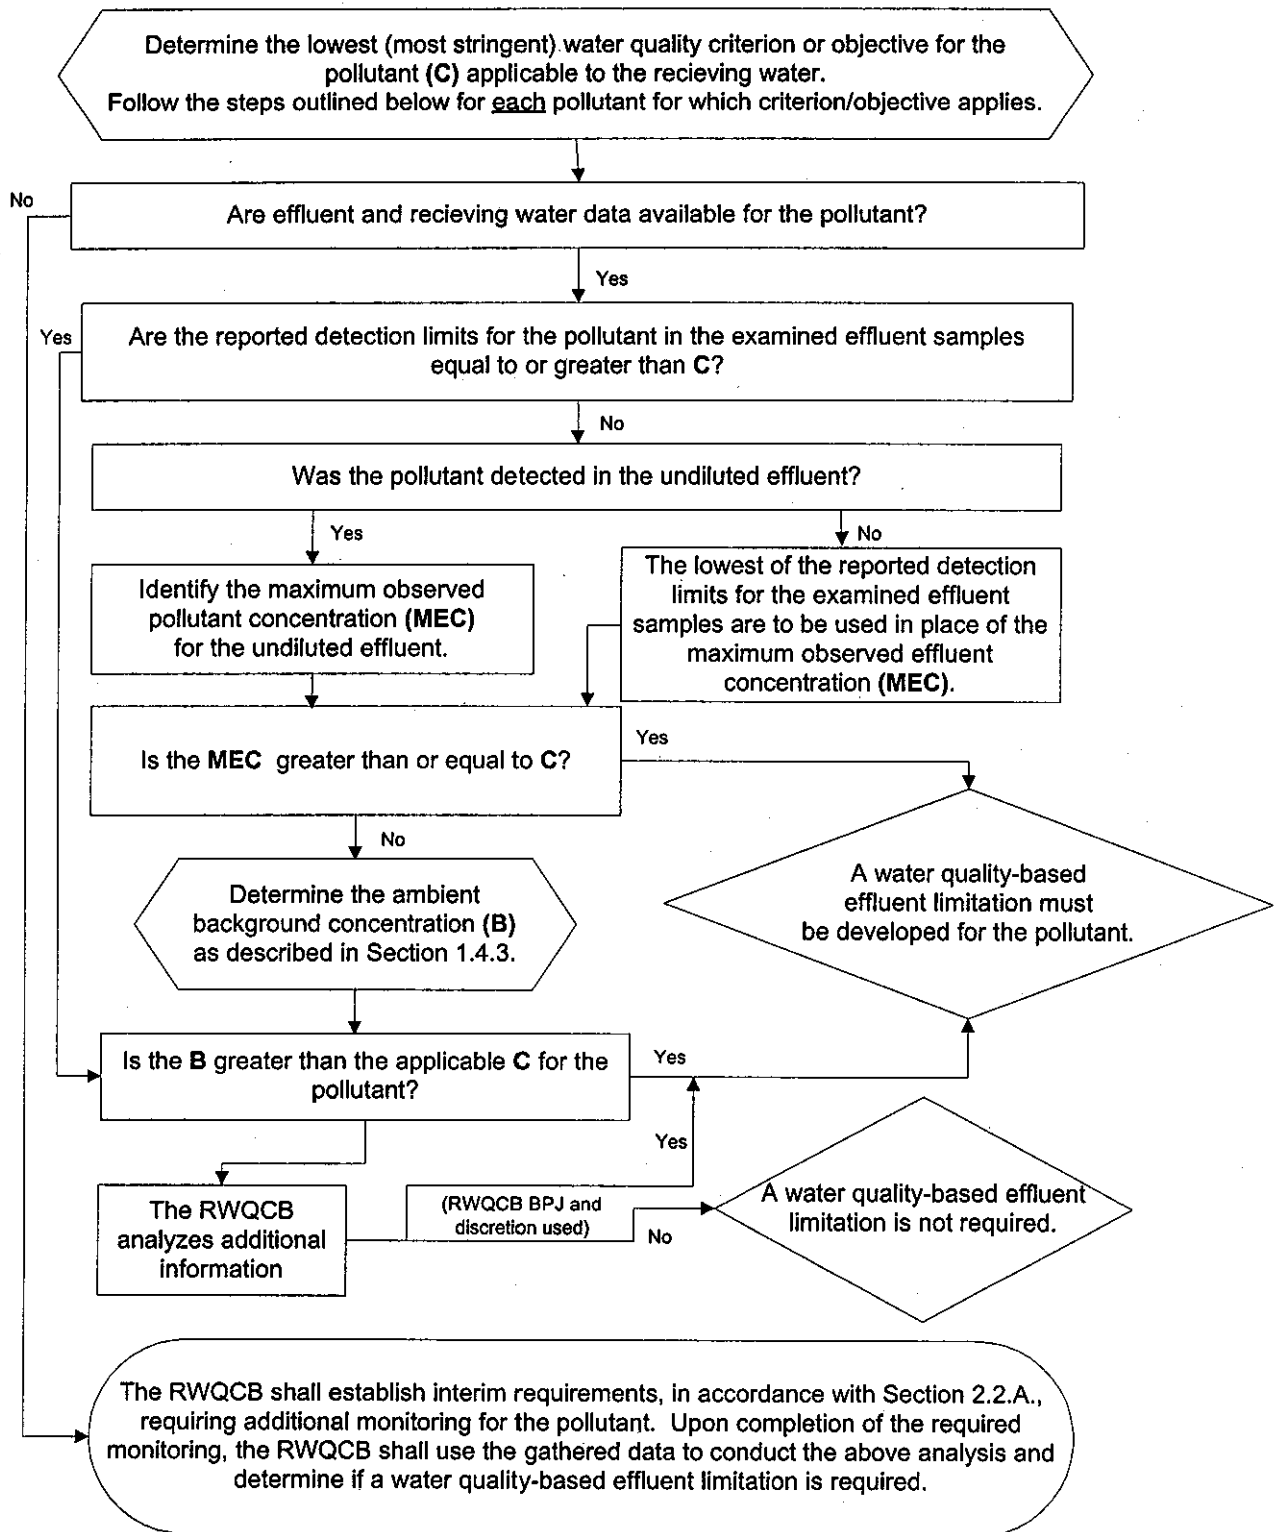 Determine the lowest (most stringent) water quality criterion or objective for the
pollutant (C) applicable to the recieving water.
Follow the steps outlined below for each pollutant for which criterion/objective applies.
No
Are effluent and recieving water data available for the pollutant?
Yes
Yes
Are the reported detection limits for the pollutant in the examined effluent samples
equal to or greater than C?
No
Was the pollutant detected in the undiluted effluent?
Yes
No
Identify the maximum observed
pollutant concentration (MEC)
for the undiluted effluent.
The lowest of the reported detection
limits for the examined effluent
samples are to be used in place of the
maximum observed effluent
concentration (MEC).
Is the MEC greater than or equal to C?
Yes
No
Determine the ambient
background concentration (B)
as described in Section 1.4.3.
A water quality-based
effluent limitation must
be developed for the pollutant.
Is the B greater than the applicable C for the
pollutant?
Yes
Yes
The RWQCB
analyzes additional
information
(RWQCB BPJ and
discretion used)
No
A water quality-based effluent
limitation is not required.
The RWQCB shall establish interim requirements, in accordance with Section 2.2.A.,
requiring additional monitoring for the pollutant. Upon completion of the required
monitoring, the RWQCB shall use the gathered data to conduct the above analysis and
determine if a water quality-based effluent limitation is required.